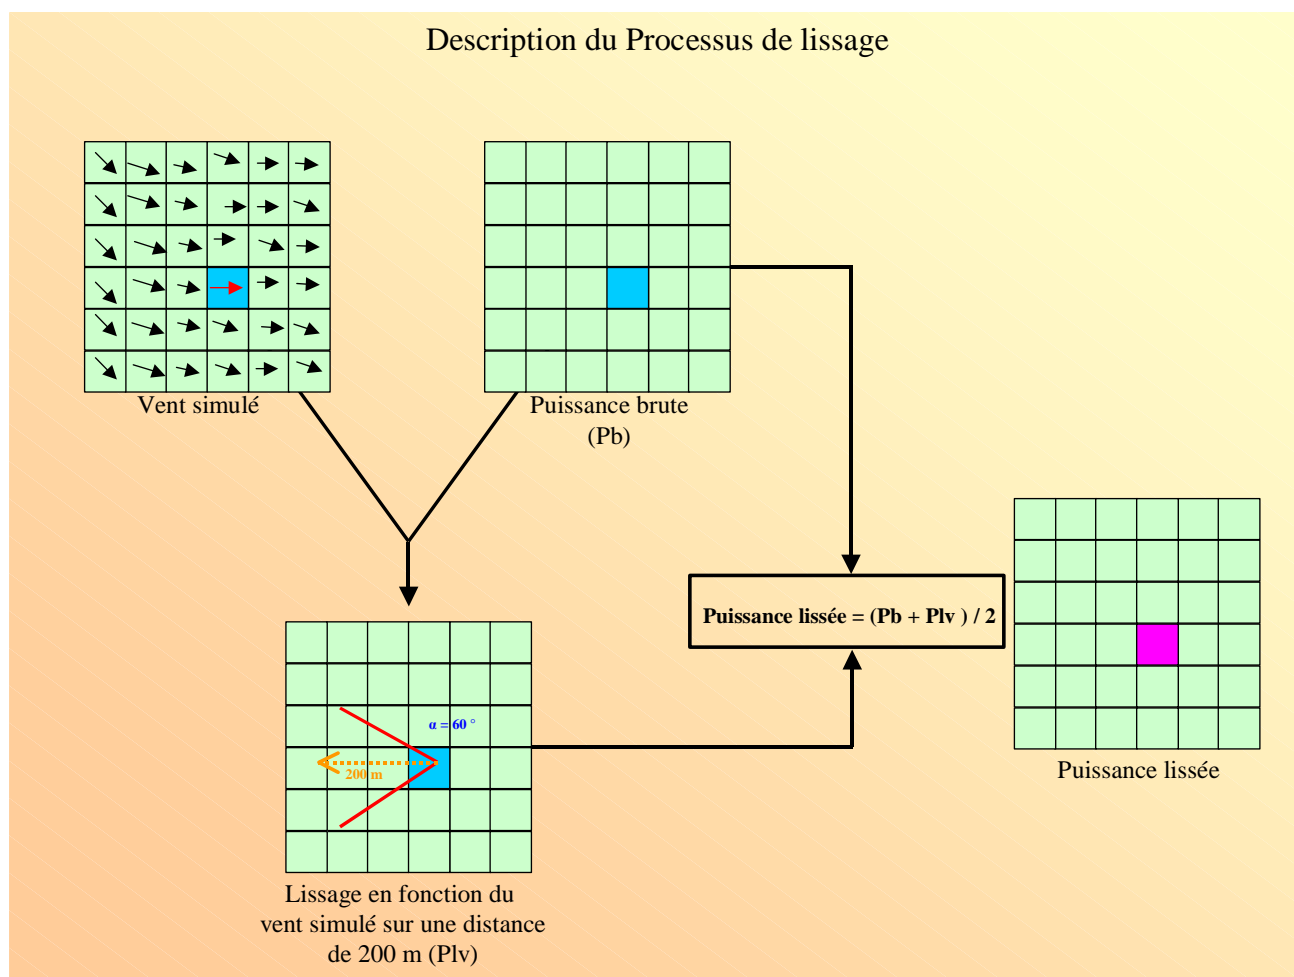 Description du Processus de lissage
Vent simulé
Puissance brute
(Pb)
Puissance lissée = (Pb + Plv ) / 2
α = 60 °
200 m
Puissance lissée
Lissage en fonction du
vent simulé sur une distance
de 200 m (Plv)